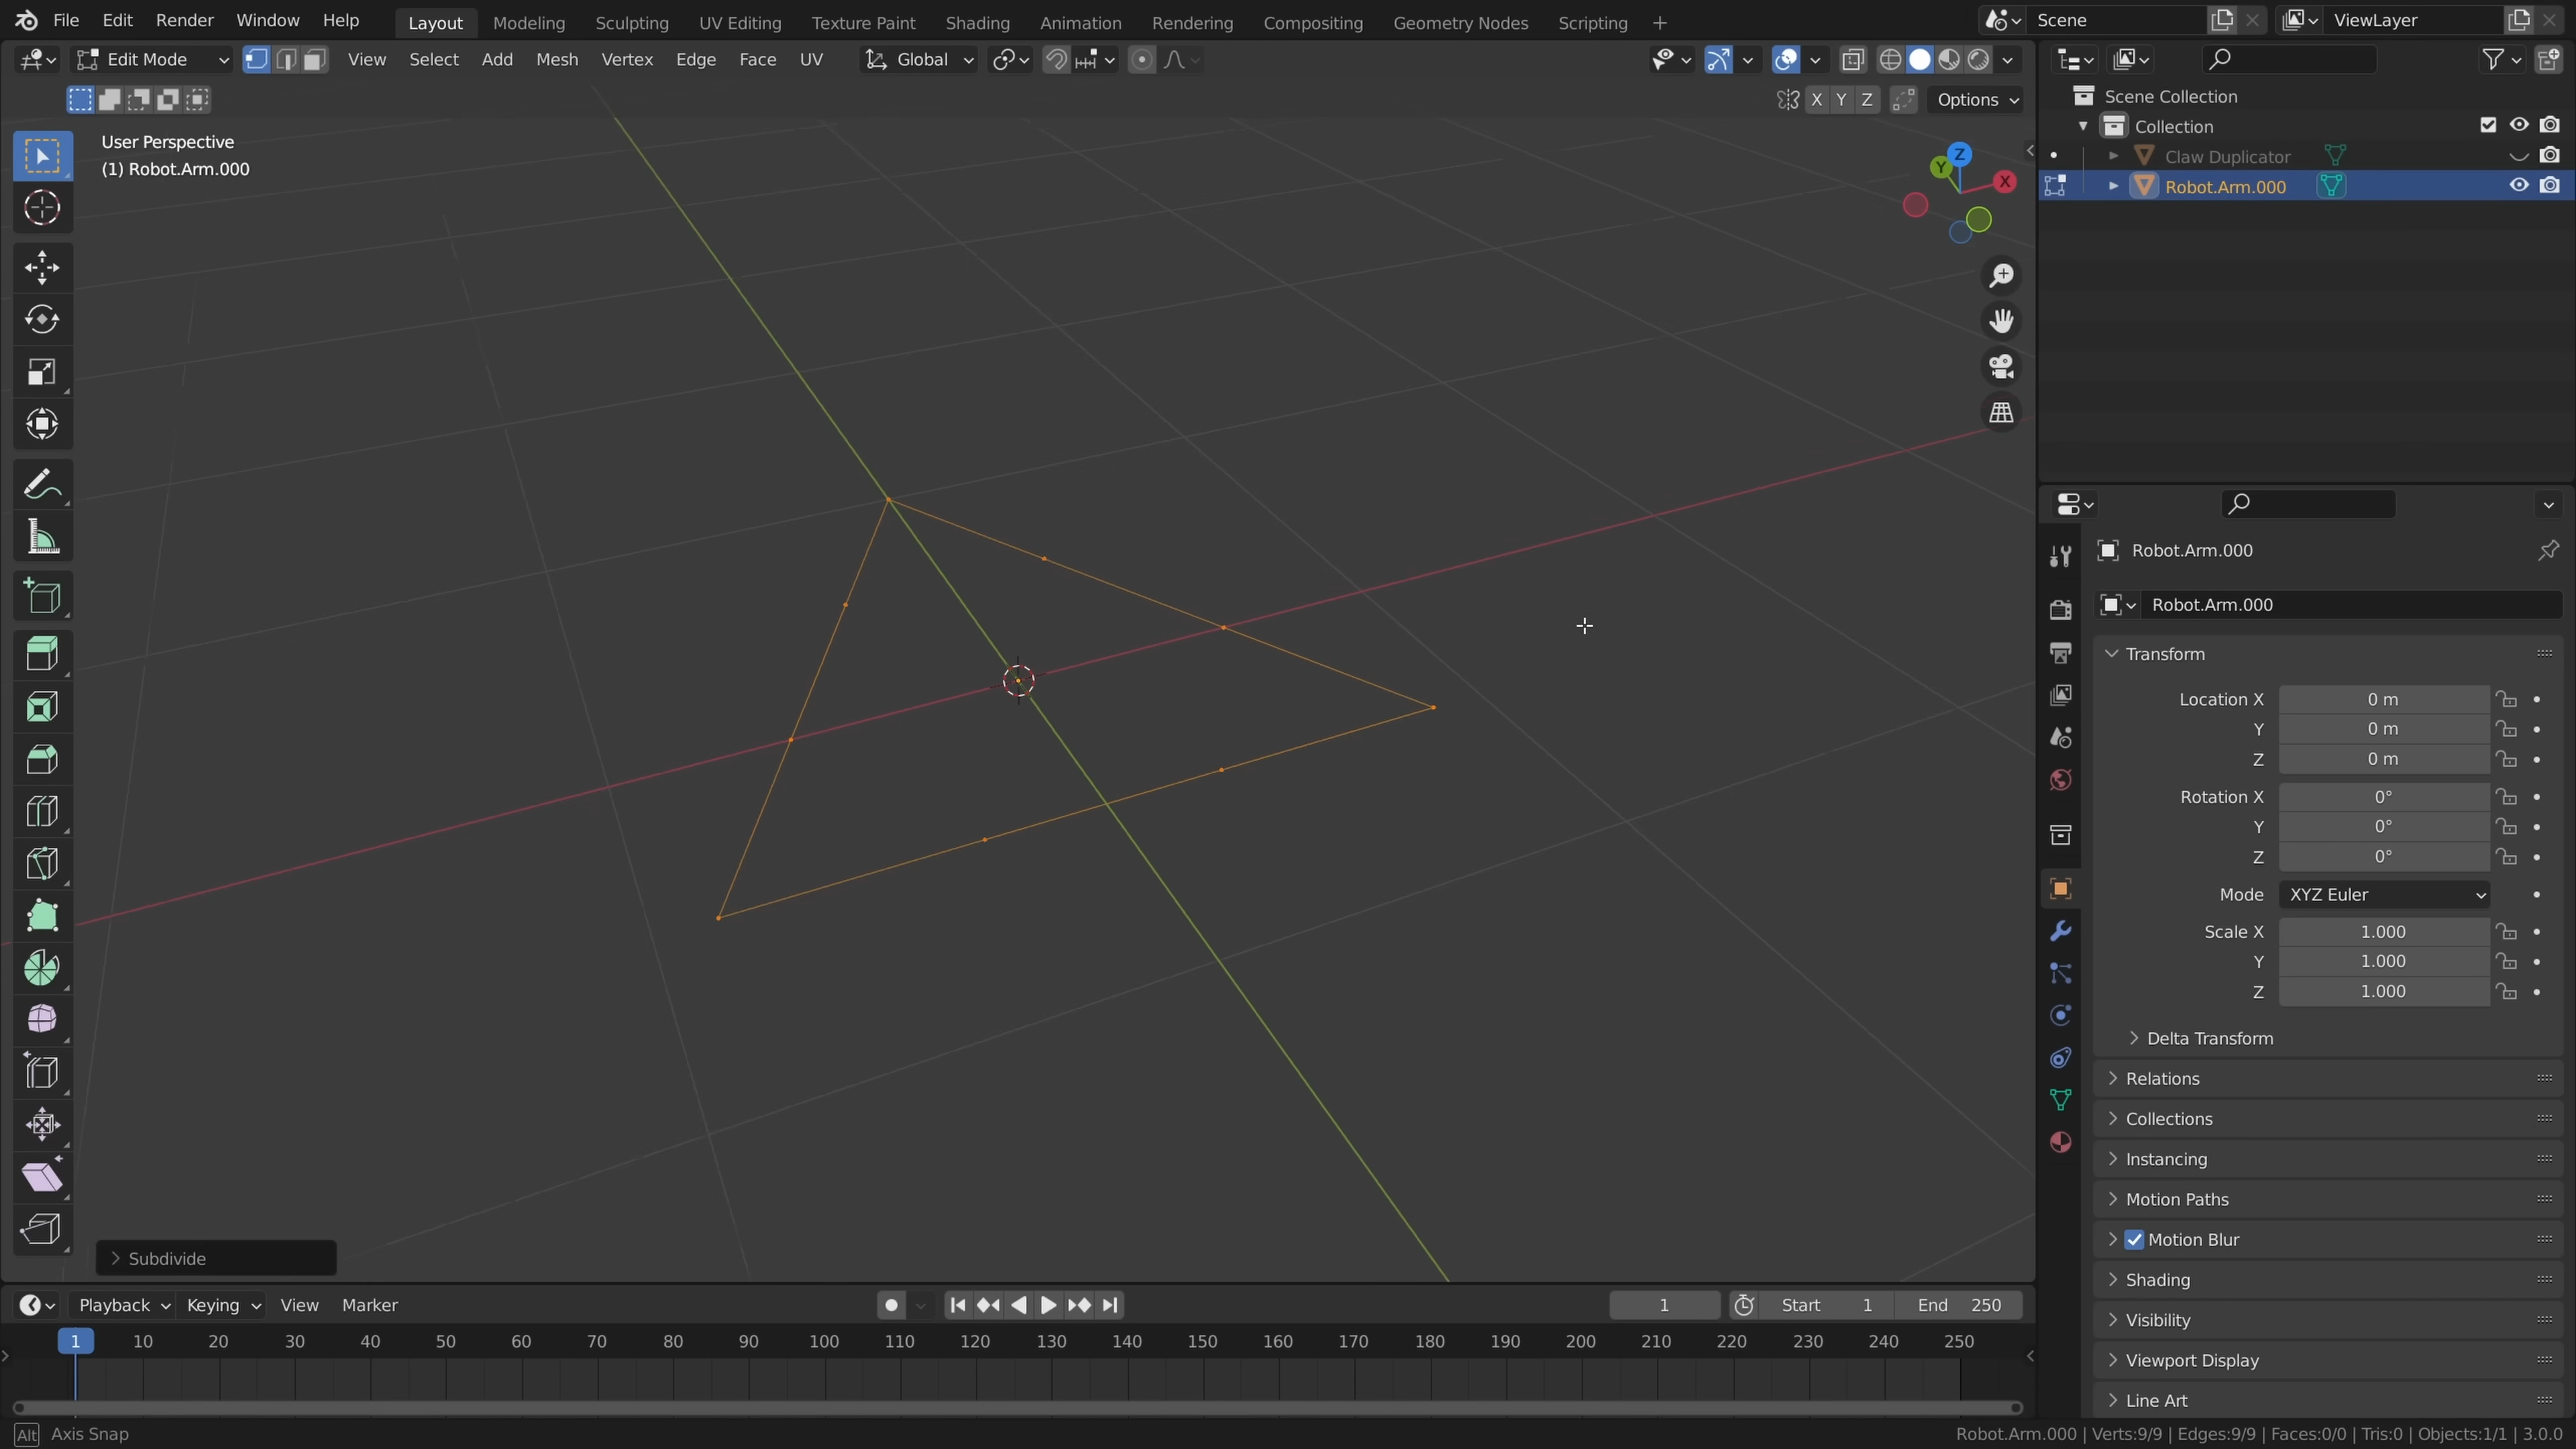 File Edit Render Window Help Layout Modeling Sculpting UV Editing Texture Paint Shading Animation Rendering Compositing Geometry Nodes Scripting + Scene ViewLayer
Edit Mode View Select Add Mesh Vertex Edge Face UV Global
X Y Z Options
User Perspective
(1) Robot.Arm.000
Z
Y
X
Subdivide
Scene Collection
Collection
Claw Duplicator
Robot.Arm.000
Robot.Arm.000
Robot.Arm.000
Transform
Location X 0 m
Y 0 m
Z 0 m
Rotation X 0°
Y 0°
Z 0°
Mode XYZ Euler
Scale X 1.000
Y 1.000
Z 1.000
Delta Transform
Relations
Collections
Instancing
Motion Paths
Motion Blur
Shading
Visibility
Viewport Display
Line Art
Playback Keying View Marker 1 Start 1 End 250
1 10 20 30 40 50 60 70 80 90 100 110 120 130 140 150 160 170 180 190 200 210 220 230 240 250
Alt Axis Snap
Robot.Arm.000 | Verts:9/9 | Edges:9/9 | Faces:0/0 | Tris:0 | Objects:1/1 | 3.0.0